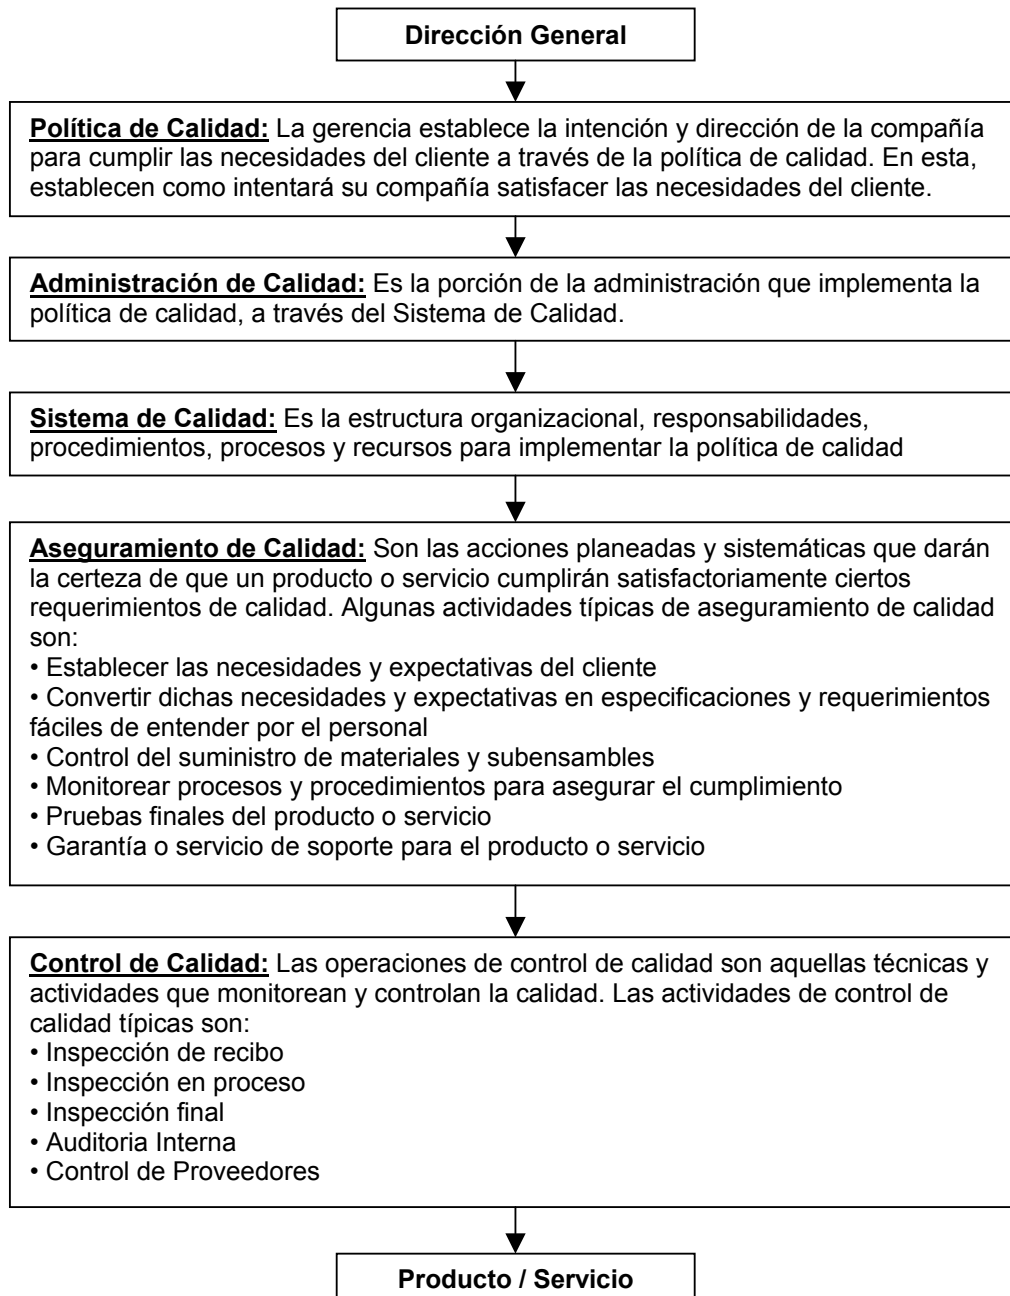 Dirección General
Política de Calidad: La gerencia establece la intención y dirección de la compañía
para cumplir las necesidades del cliente a través de la política de calidad. En esta,
establecen como intentará su compañía satisfacer las necesidades del cliente.
Administración de Calidad: Es la porción de la administración que implementa la
política de calidad, a través del Sistema de Calidad.
Sistema de Calidad: Es la estructura organizacional, responsabilidades,
procedimientos, procesos y recursos para implementar la política de calidad
Aseguramiento de Calidad: Son las acciones planeadas y sistemáticas que darán
la certeza de que un producto o servicio cumplirán satisfactoriamente ciertos
requerimientos de calidad. Algunas actividades típicas de aseguramiento de calidad
son:
• Establecer las necesidades y expectativas del cliente
• Convertir dichas necesidades y expectativas en especificaciones y requerimientos
fáciles de entender por el personal
• Control del suministro de materiales y subensambles
• Monitorear procesos y procedimientos para asegurar el cumplimiento
• Pruebas finales del producto o servicio
• Garantía o servicio de soporte para el producto o servicio
Control de Calidad: Las operaciones de control de calidad son aquellas técnicas y
actividades que monitorean y controlan la calidad. Las actividades de control de
calidad típicas son:
• Inspección de recibo
• Inspección en proceso
• Inspección final
• Auditoria Interna
• Control de Proveedores
Producto / Servicio